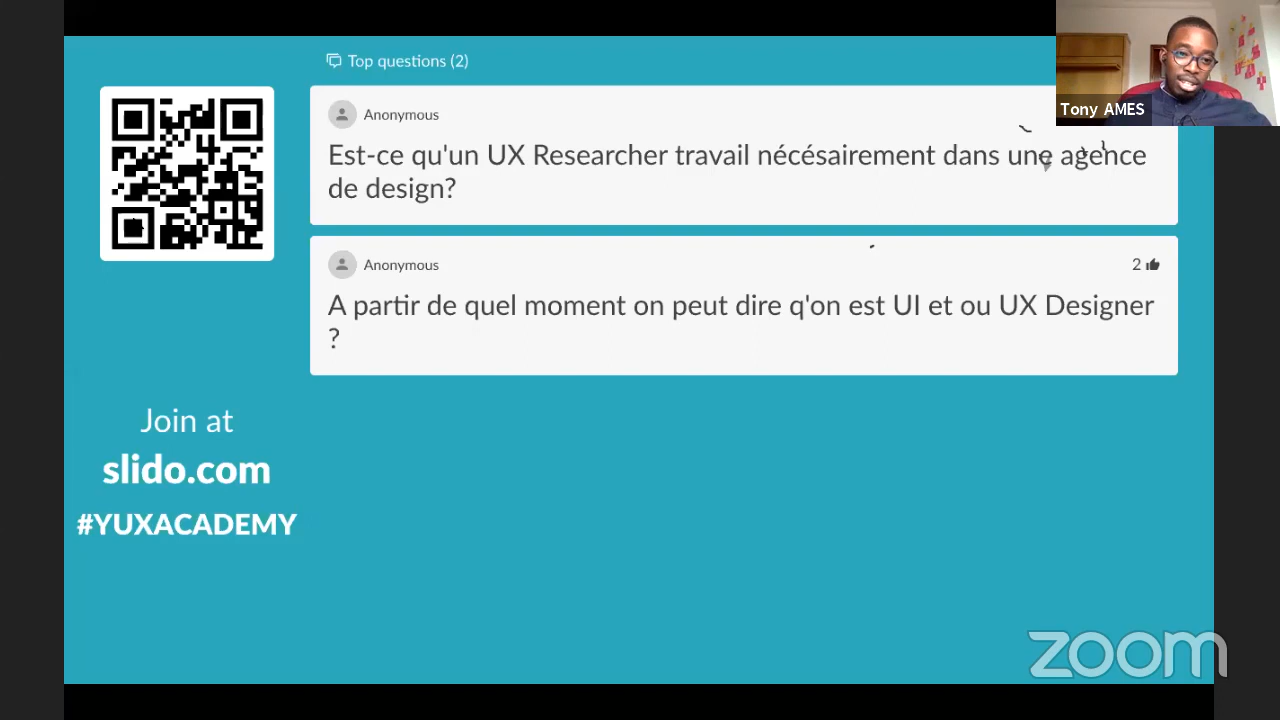 Top questions (2)
Anonymous
Est-ce qu'un UX Researcher travail nécésairement dans une agence
de design?
Anonymous
2
A partir de quel moment on peut dire q'on est UI et ou UX Designer
?
Join at
slido.com
#YUXACADEMY
Tony AMES
zoom